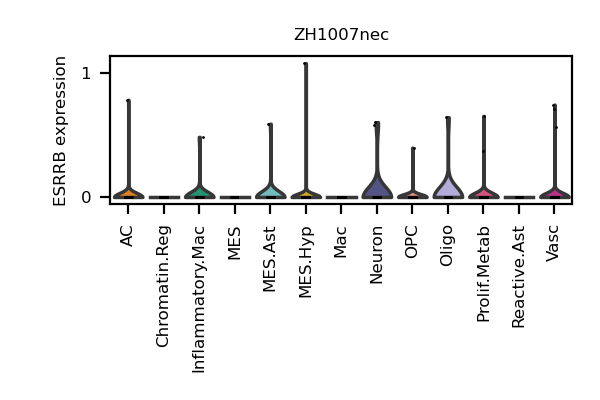 ZH1007nec
ESRRB expression
1
0
AC
Chromatin.Reg
Inflammatory.Mac
MES
MES.Ast
MES.Hyp
Mac
Neuron
OPC
Oligo
Prolif.Metab
Reactive.Ast
Vasc